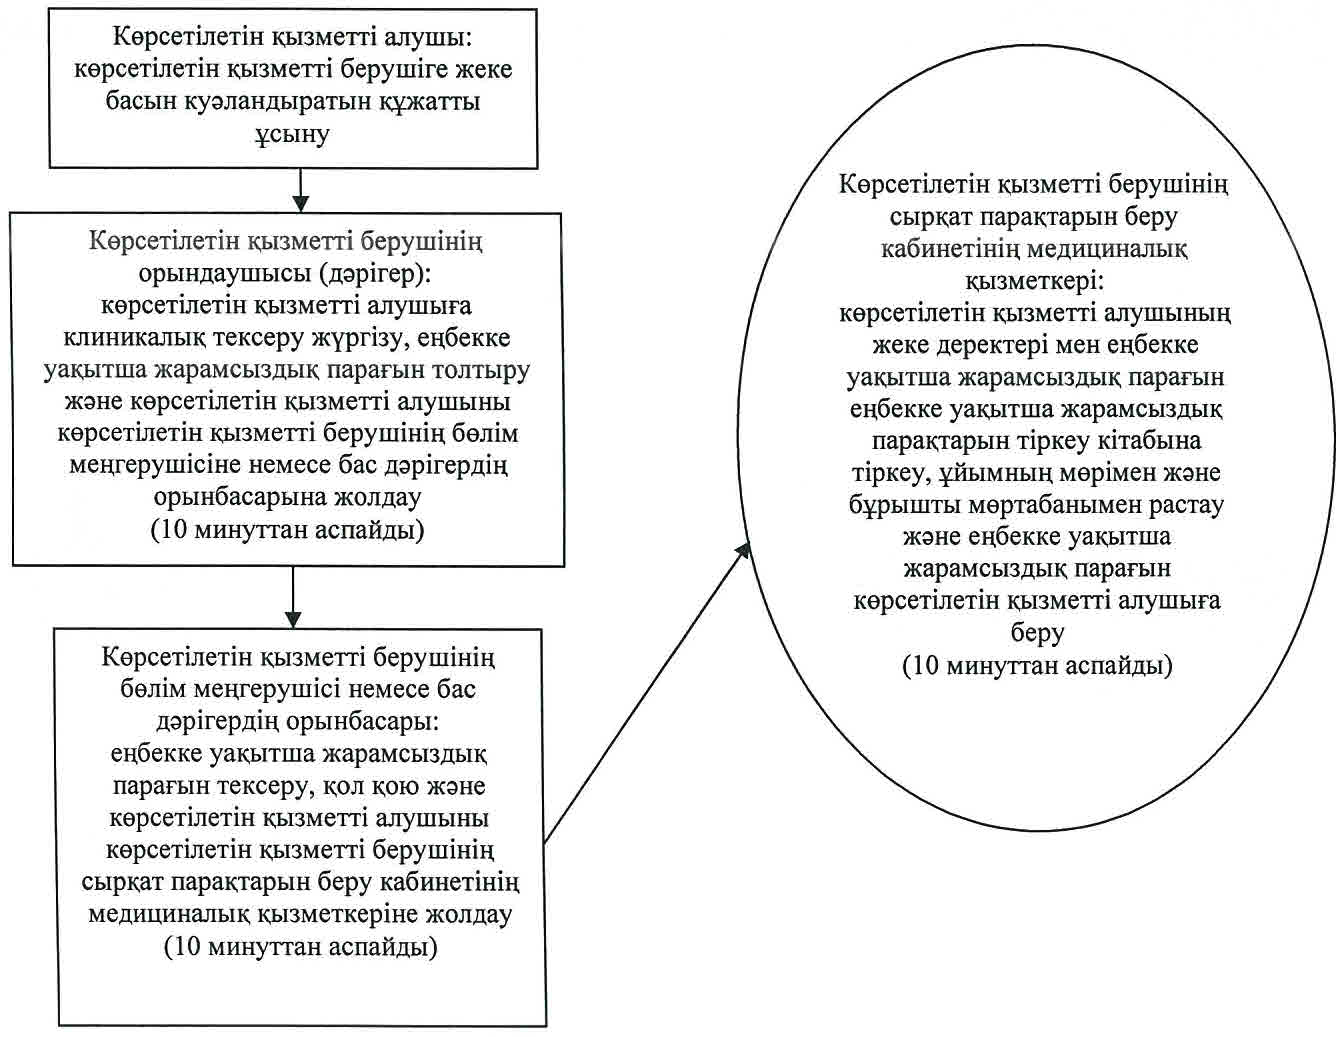 Көрсетілетін қызметті алушы:
көрсетілетін қызметті берушіге жеке
басын куәландыратын құжатты
ұсыну
Көрсетілетін қызметті берушінің
орындаушысы (дәрігер):
көрсетілетін қызметті алушыға
клиникалық тексеру жүргізу, еңбекке
уақытша жарамсыздық парағын толтыру
және көрсетілетін қызметті алушыны
көрсетілетін қызметті берушінің бөлім
меңгерушісіне немесе бас дәрігердің
орынбасарына жолдау
(10 минуттан аспайды)
Көрсетілетін қызметті берушінің
бөлім меңгерушісі немесе бас
дәрігердің орынбасары:
еңбекке уақытша жарамсыздық
парағын тексеру, қол қою және
көрсетілетін қызметті алушыны
көрсетілетін қызметті берушінің
сырқат парақтарын беру кабинетінің
медициналық қызметкеріне жолдау
(10 минуттан аспайды)
Көрсетілетін қызметті берушінің
сырқат парақтарын беру
кабинетінің медициналық
қызметкері:
көрсетілетін қызметті алушының
жеке деректері мен еңбекке
уақытша жарамсыздық парағын
еңбекке уақытша жарамсыздық
парақтарын тіркеу кітабына
тіркеу, ұйымның мөрімен және
бұрышты мөртабанымен растау
және еңбекке уақытша
жарамсыздық парағын
көрсетілетін қызметті алушыға
беру
(10 минуттан аспайды)